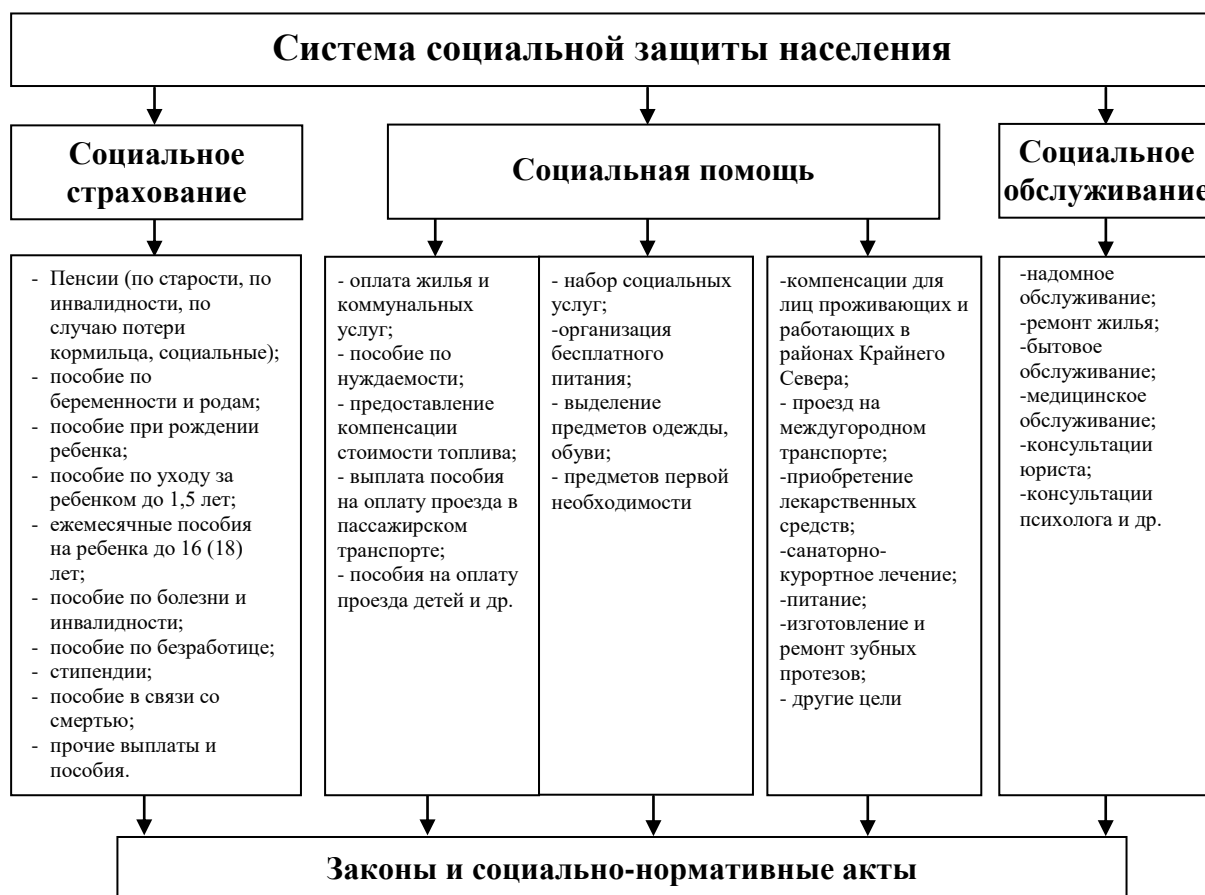 Система социальной защиты населения
Социальное
страхование
Социальная помощь
Социальное
обслуживание
- Пенсии (по старости, по
инвалидности, по
случаю потери
кормильца, социальные);
- пособие по
беременности и родам;
- пособие при рождении
ребенка;
- пособие по уходу за
ребенком до 1,5 лет;
- ежемесячные пособия
на ребенка до 16 (18)
лет;
- пособие по болезни и
инвалидности;
- пособие по безработице;
- стипендии;
- пособие в связи со
смертью;
- прочие выплаты и
пособия.
- оплата жилья и
коммунальных
услуг;
- пособие по
нуждаемости;
- предоставление
компенсации
стоимости топлива;
- выплата пособия
на оплату проезда в
пассажирском
транспорте;
- пособия на оплату
проезда детей и др.
- набор социальных
услуг;
-организация
бесплатного
питания;
- выделение
предметов одежды,
обуви;
- предметов первой
необходимости
-компенсации для
лиц проживающих и
работающих в
районах Крайнего
Севера;
- проезд на
междугородном
транспорте;
-приобретение
лекарственных
средств;
-санаторно-
курортное лечение;
-питание;
-изготовление и
ремонт зубных
протезов;
- другие цели
-надомное
обслуживание;
-ремонт жилья;
-бытовое
обслуживание;
-медицинское
обслуживание;
-консультации
юриста;
-консультации
психолога и др.
Законы и социально-нормативные акты